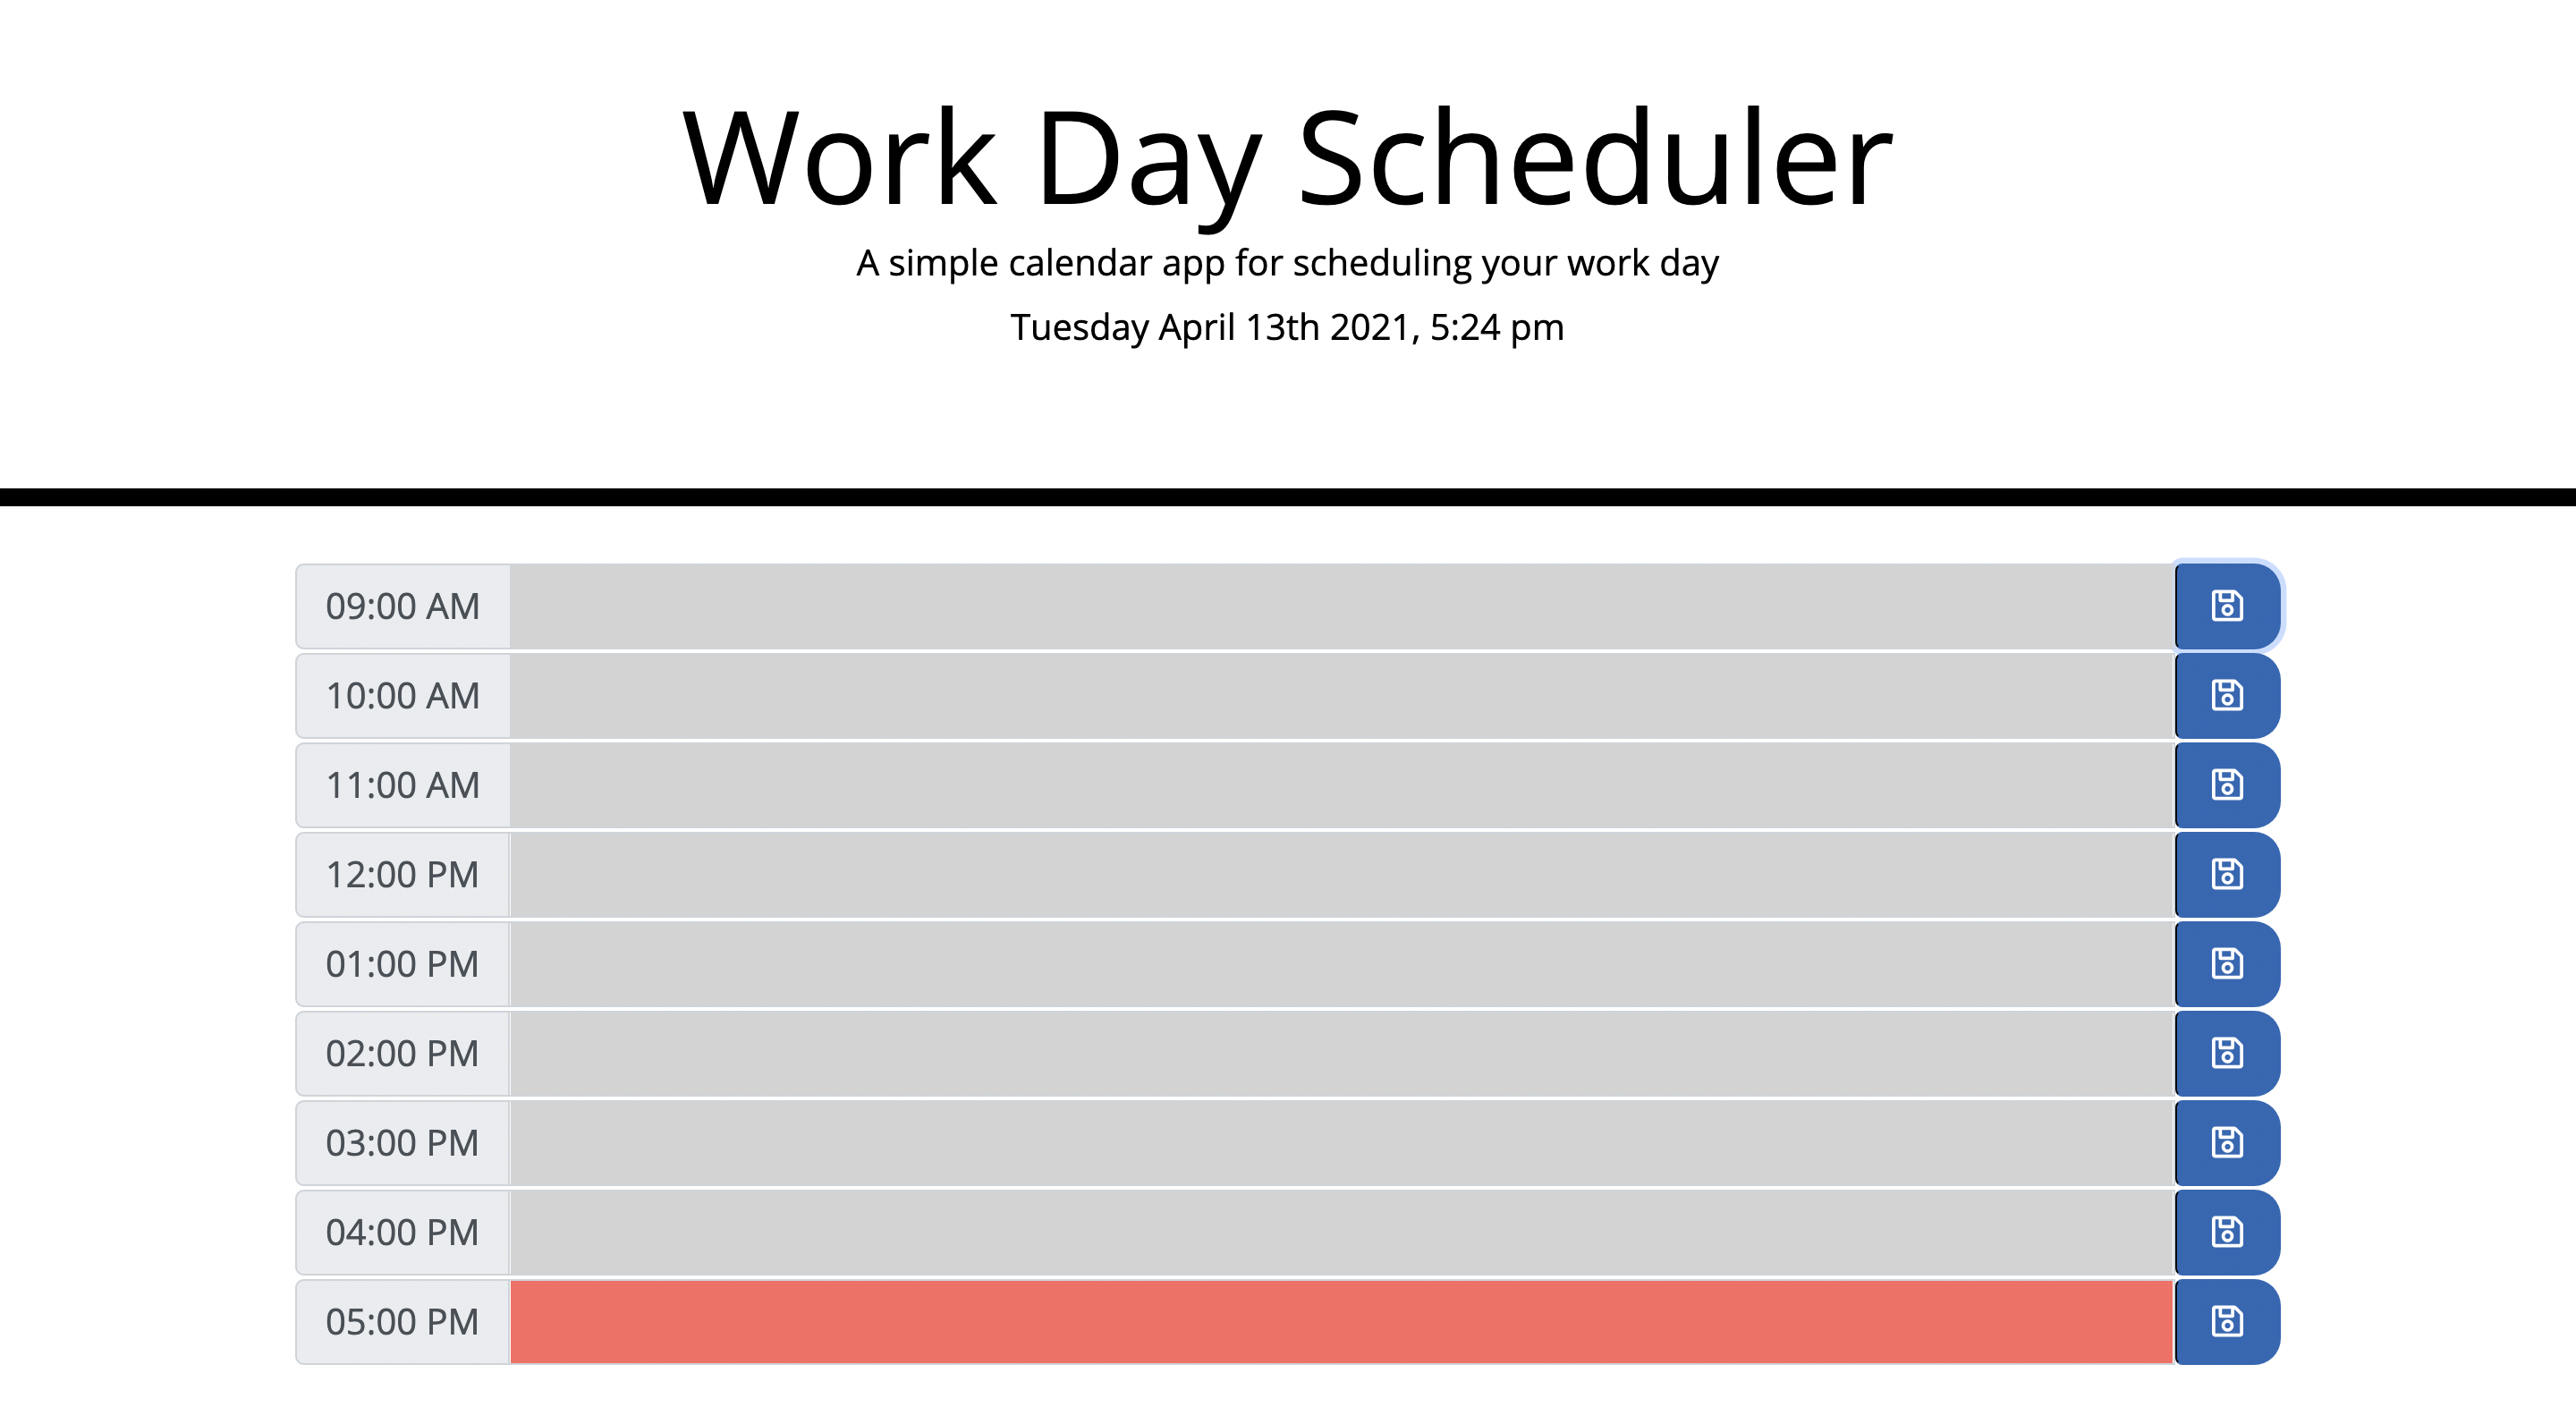 Work Day Scheduler
A simple calendar app for scheduling your work day
Tuesday April 13th 2021, 5:24 pm
09:00 AM
10:00 AM
11:00 AM
12:00 PM
01:00 PM
02:00 PM
03:00 PM
04:00 PM
05:00 PM